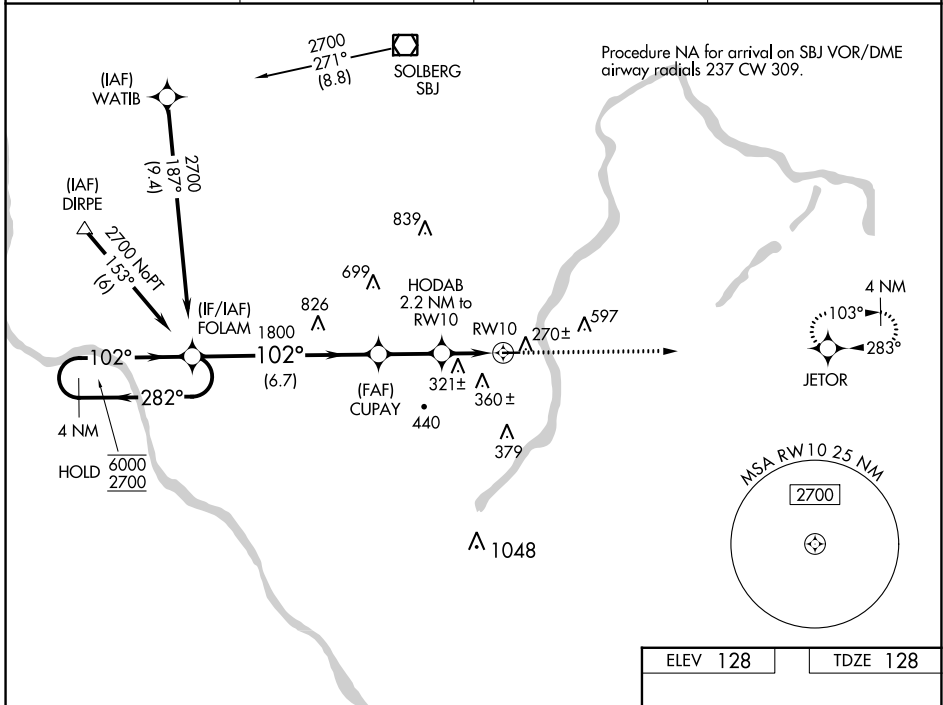 2700
271°
(8.8)
SOLBERG
SBJ
Procedure NA for arrival on SBJ VOR/DME
airway radials 237 CW 309.
(IAF)
WATIB
2700
187°
(9.4)
(IAF)
DIRPE
2700 NoPT
153°
(6)
839
699
HODAB
2.2 NM to
RW10
826
(IF/IAF)
FOLAM
1800
102°
(6.7)
RW10
270±
597
4 NM
103°
283°
JETOR
102°
282°
(FAF)
CUPAY
321±
360±
440
379
4 NM
HOLD
6000
2700
1048
MSA RW10 25 NM
2700
ELEV 128
TDZE 128